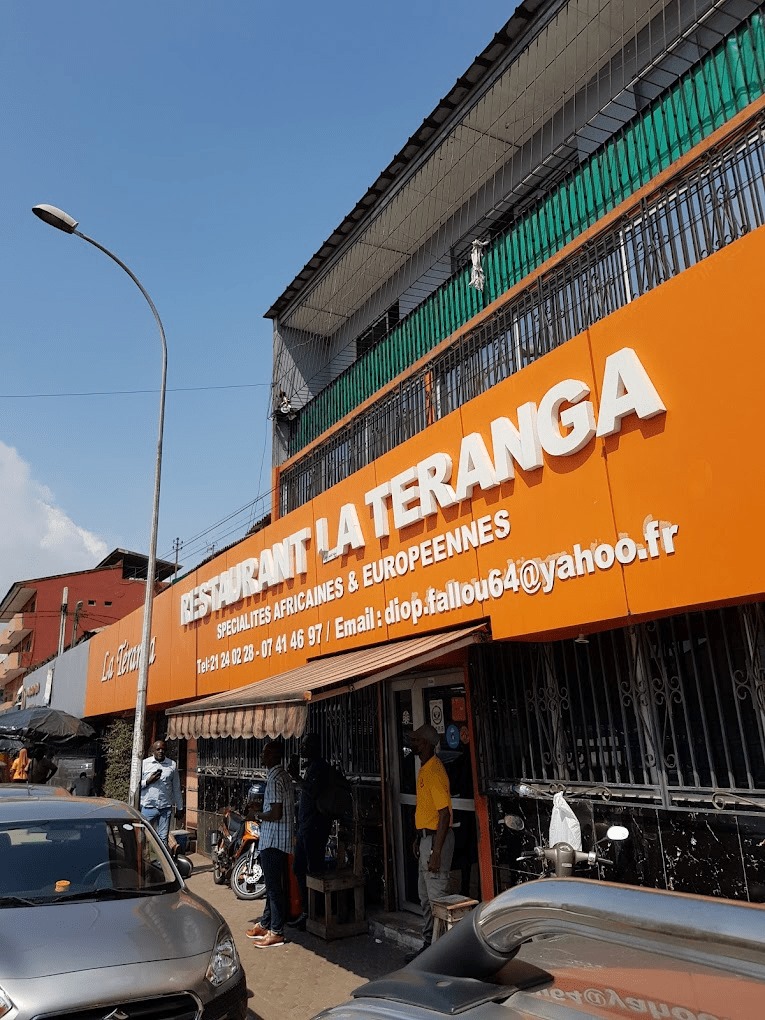 RESTAURANT LA TERANGA
SPECIALITES AFRICAINES & EUROPEENNES
Tel:21 24 02 28 - 07 41 46 97 / Email : diop.fallou64@yahoo.fr
La